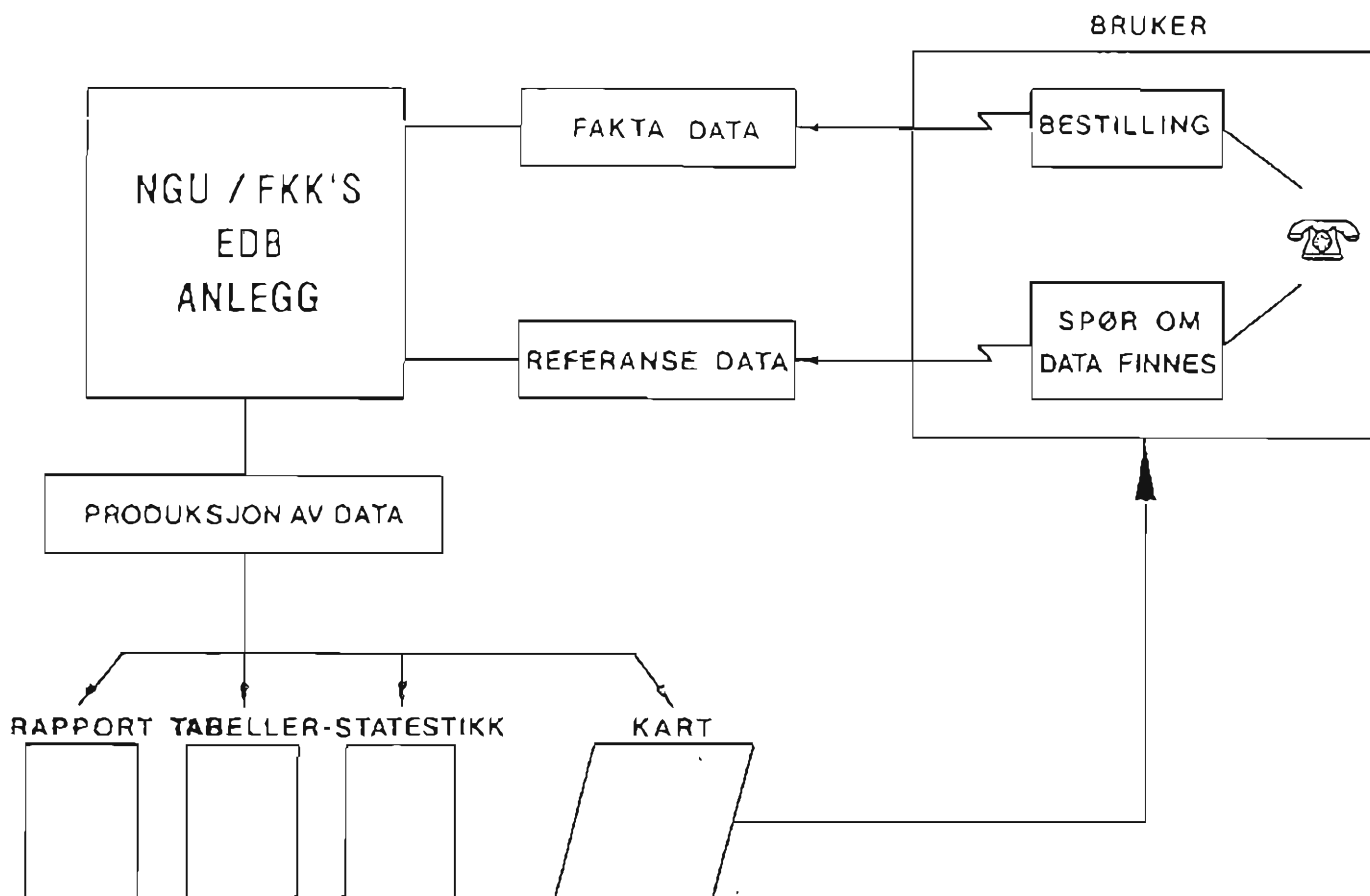 BRUKER
NGU / FKK'S
EDB
ANLEGG
FAKTA DATA
BESTILLING
REFERANSE DATA
SPØR OM
DATA FINNES
PRODUKSJON AV DATA
RAPPORT TABELLER-STATESTIKK KART